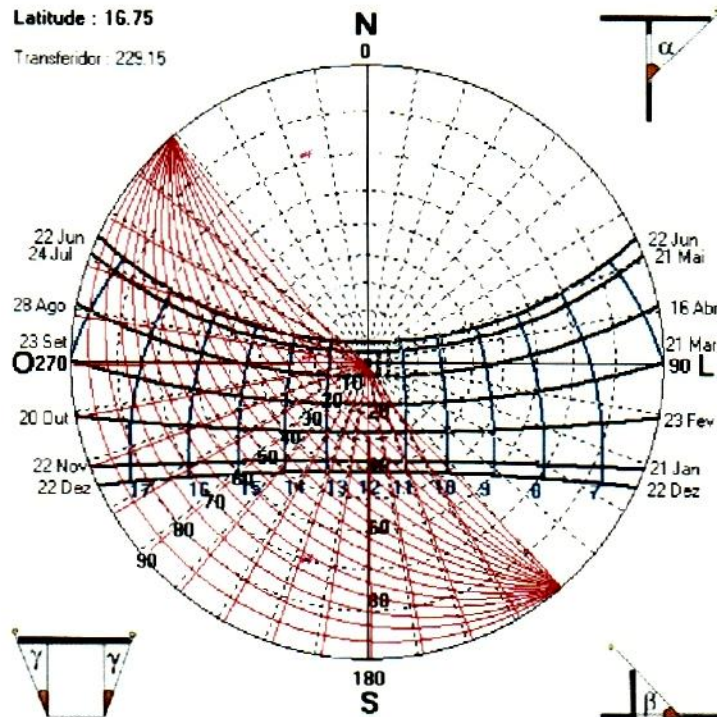 Latitude : 16.75
Transferidor : 229.15
N
0
α
22 Jun
24 Jul
28 Ago
23 Set
O 270
20 Out
22 Nov
22 Dez
22 Jun
21 Mai
16 Abr
21 Mar
90 L
23 Fev
21 Jan
22 Dez
10
20
30
40
50
60
70
80
90
20
60
80
17 16 15 14 13 12 11 10 9 8 7
180
S
γ γ
β